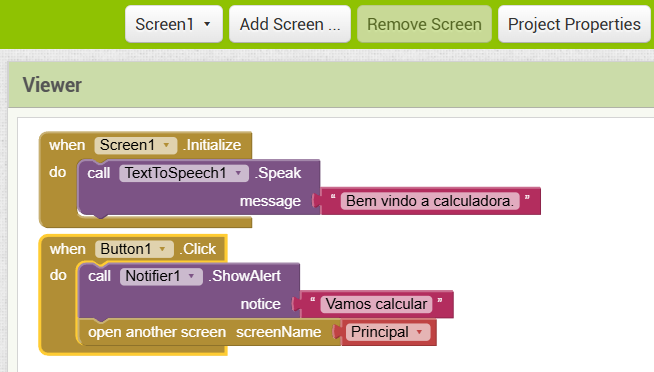 Screen1 Add Screen ... Remove Screen Project Properties
Viewer
when Screen1 .Initialize
do call TextToSpeech1 .Speak
message “ Bem vindo a calculadora. ”
when Button1 .Click
do call Notifier1 .ShowAlert
notice “ Vamos calcular ”
open another screen screenName Principal